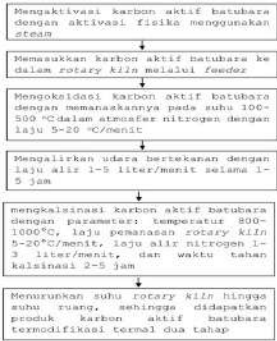 Mengaktivasi karbon aktif batubara
dengan aktivasi fisika menggunakan
steam
Memasukkan karbon aktif batubara ke
dalam rotary kiln melalui feeder
Mengoksidasi karbon aktif batubara
dengan memanaskannya pada suhu 100-
500 °C dalam atmosfer nitrogen dengan
laju 5-20 °C/menit
Mengalirkan udara bertekanan dengan
laju alir 1-5 liter/menit selama 1-
5 jam
mengkalsinasi karbon aktif batubara
dengan parameter: temperatur 800-
1000°C, laju pemanasan rotary kiln
5-20°C/menit, laju alir nitrogen 1-
3 liter/menit, dan waktu tahan
kalsinasi 2-5 jam
Menurunkan suhu rotary kiln hingga
suhu ruang, sehingga didapatkan
produk karbon aktif batubara
termodifikasi termal dua tahap